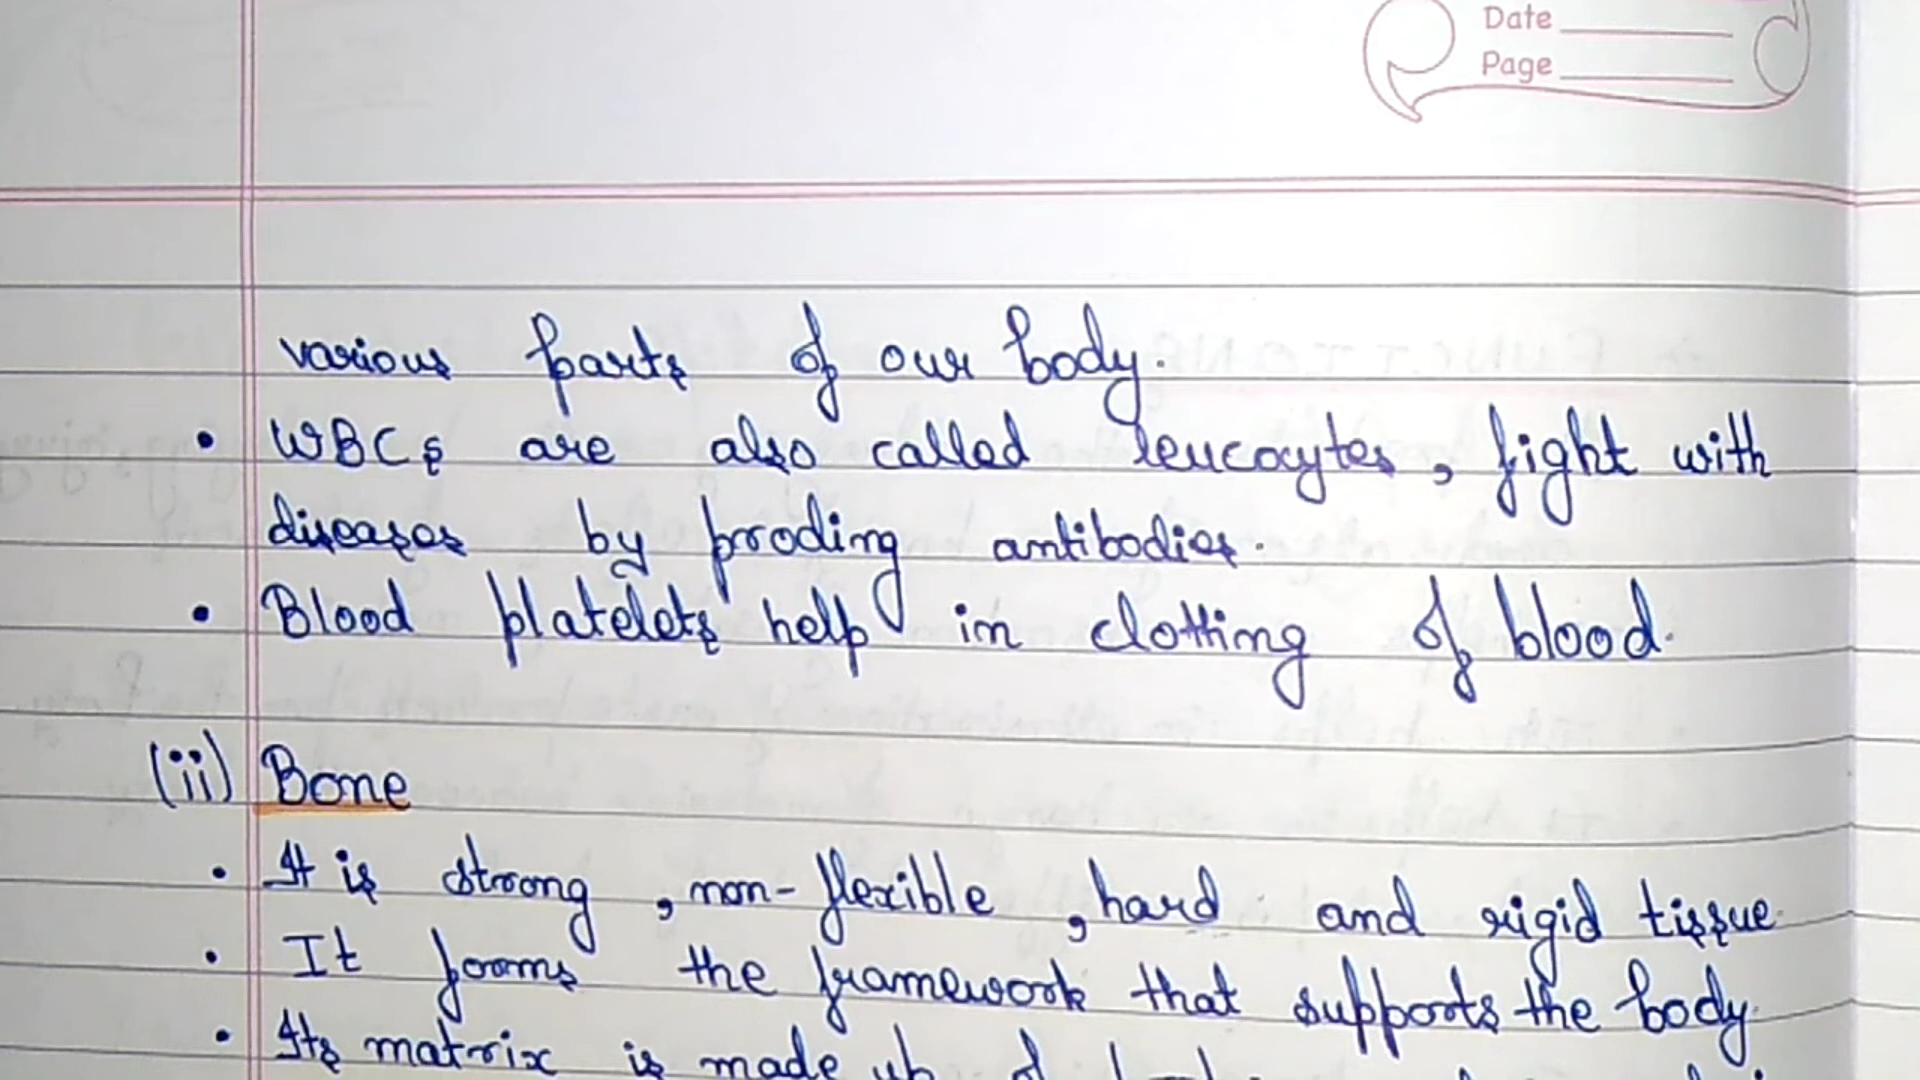 Date
Page
various parts of our body.
• WBCs are also called leucocytes, fight with
diseases by proding antibodies.
• Blood platelets help in clotting of blood.
(ii) Bone
• It is strong, non-flexible, hard and rigid tissue
• It forms the framework that supports the body.
• Its matrix is made up of